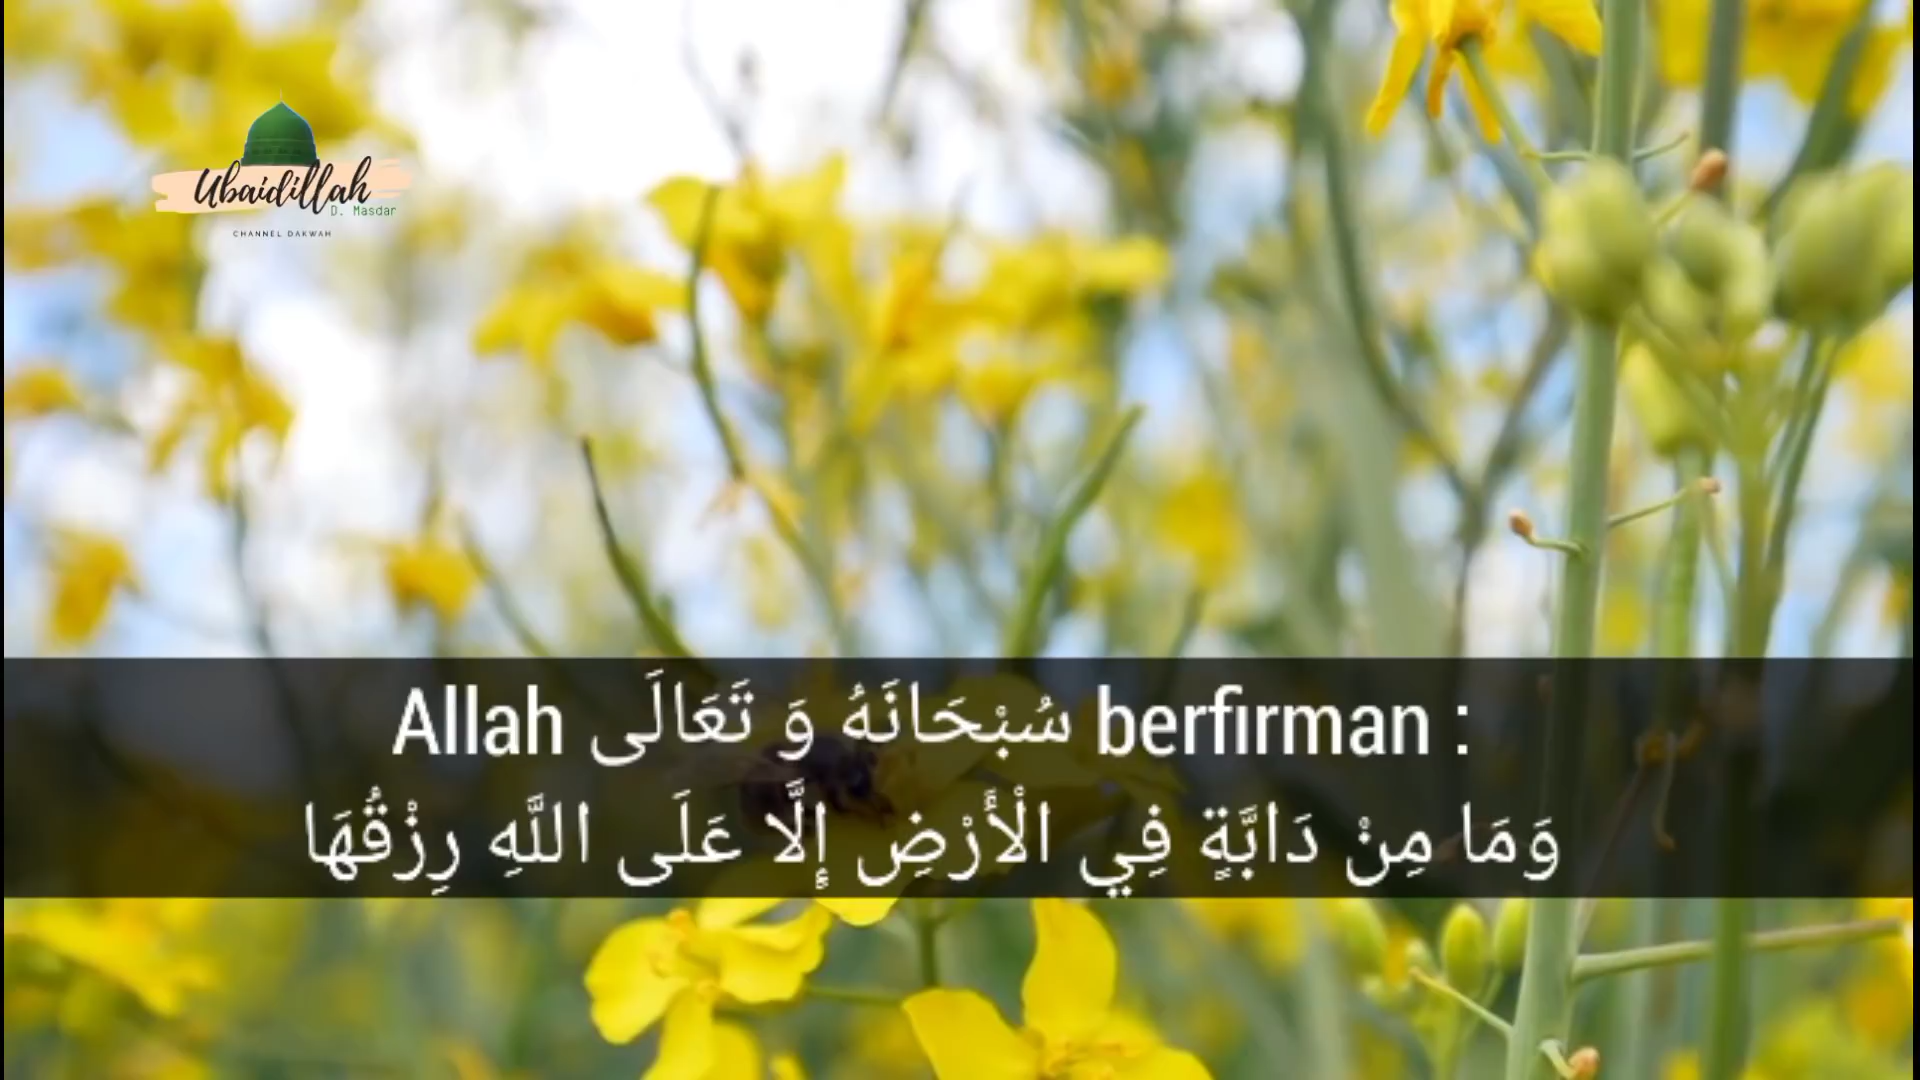 Ubaidillah
D. Masdar
CHANNEL DAKWAH
Allah سُبْحَانَهُ وَ تَعَالَى berfirman :
وَمَا مِنْ دَابَّةٍ فِي الْأَرْضِ إِلَّا عَلَى اللَّهِ رِزْقُهَا